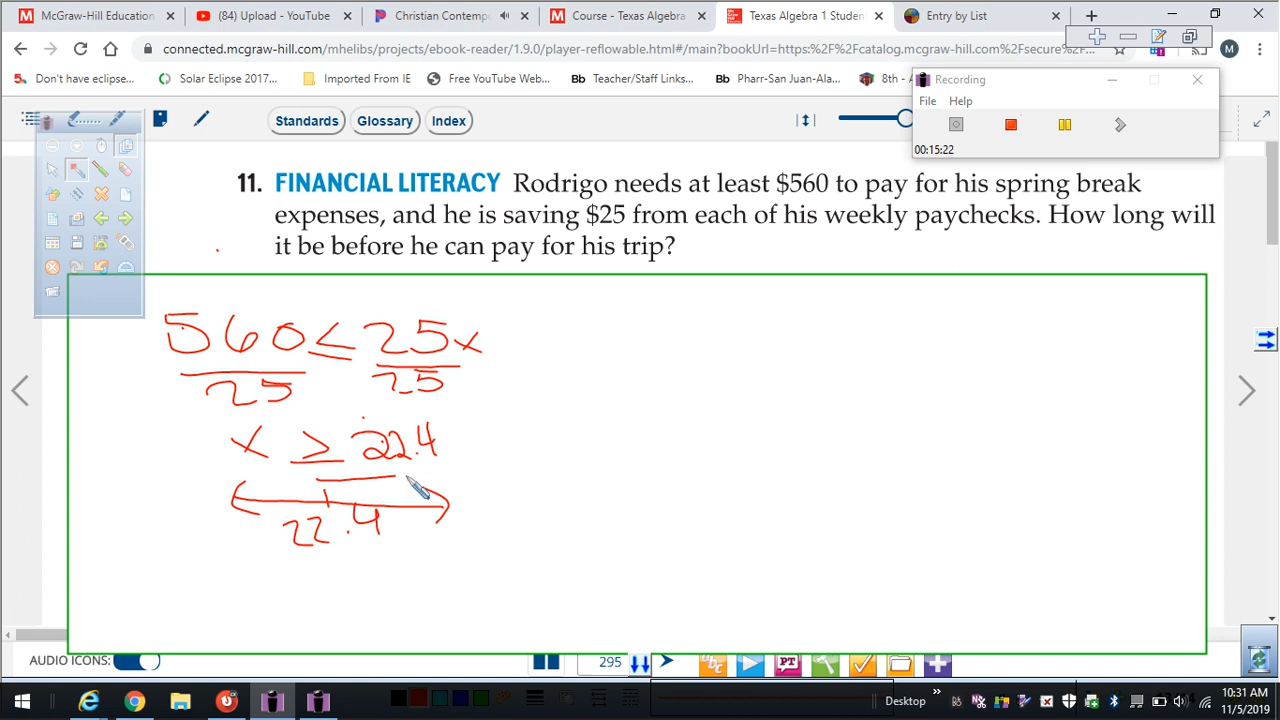 McGraw-Hill Education
(84) Upload - YouTube
Christian Contemp
Course - Texas Algebra
Texas Algebra 1 Studen
Entry by List
connected.mcgraw-hill.com/mhelibs/projects/ebook-reader/1.9.0/player-reflowable.html#/main?bookUrl=https:%2F%2Fcatalog.mcgraw-hill.com%2Fsecure...
M
Don't have eclipse...
Solar Eclipse 2017...
Imported From IE
Free YouTube Web...
Bb Teacher/Staff Links...
Bb Pharr-San Juan-Ala...
8th - A
Recording
File Help
00:15:22
Standards
Glossary
Index
11. FINANCIAL LITERACY Rodrigo needs at least $560 to pay for his spring break
expenses, and he is saving $25 from each of his weekly paychecks. How long will
it be before he can pay for his trip?
560 ≤ 25x
25 25
x ≥ 22.4
22.4
AUDIO ICONS:
295
abc
PT
Desktop
10:31 AM
11/5/2019